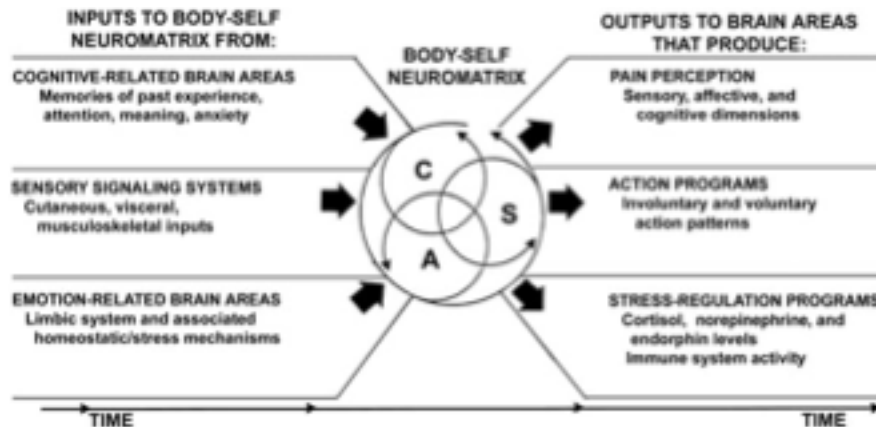 INPUTS TO BODY-SELF
NEUROMATRIX FROM:
COGNITIVE-RELATED BRAIN AREAS
Memories of past experience,
attention, meaning, anxiety
SENSORY SIGNALING SYSTEMS
Cutaneous, visceral,
musculoskeletal inputs
EMOTION-RELATED BRAIN AREAS
Limbic system and associated
homeostatic/stress mechanisms
BODY-SELF
NEUROMATRIX
C
S
A
OUTPUTS TO BRAIN AREAS
THAT PRODUCE:
PAIN PERCEPTION
Sensory, affective, and
cognitive dimensions
ACTION PROGRAMS
Involuntary and voluntary
action patterns
STRESS-REGULATION PROGRAMS
Cortisol, norepinephrine, and
endorphin levels
Immune system activity
TIME
TIME